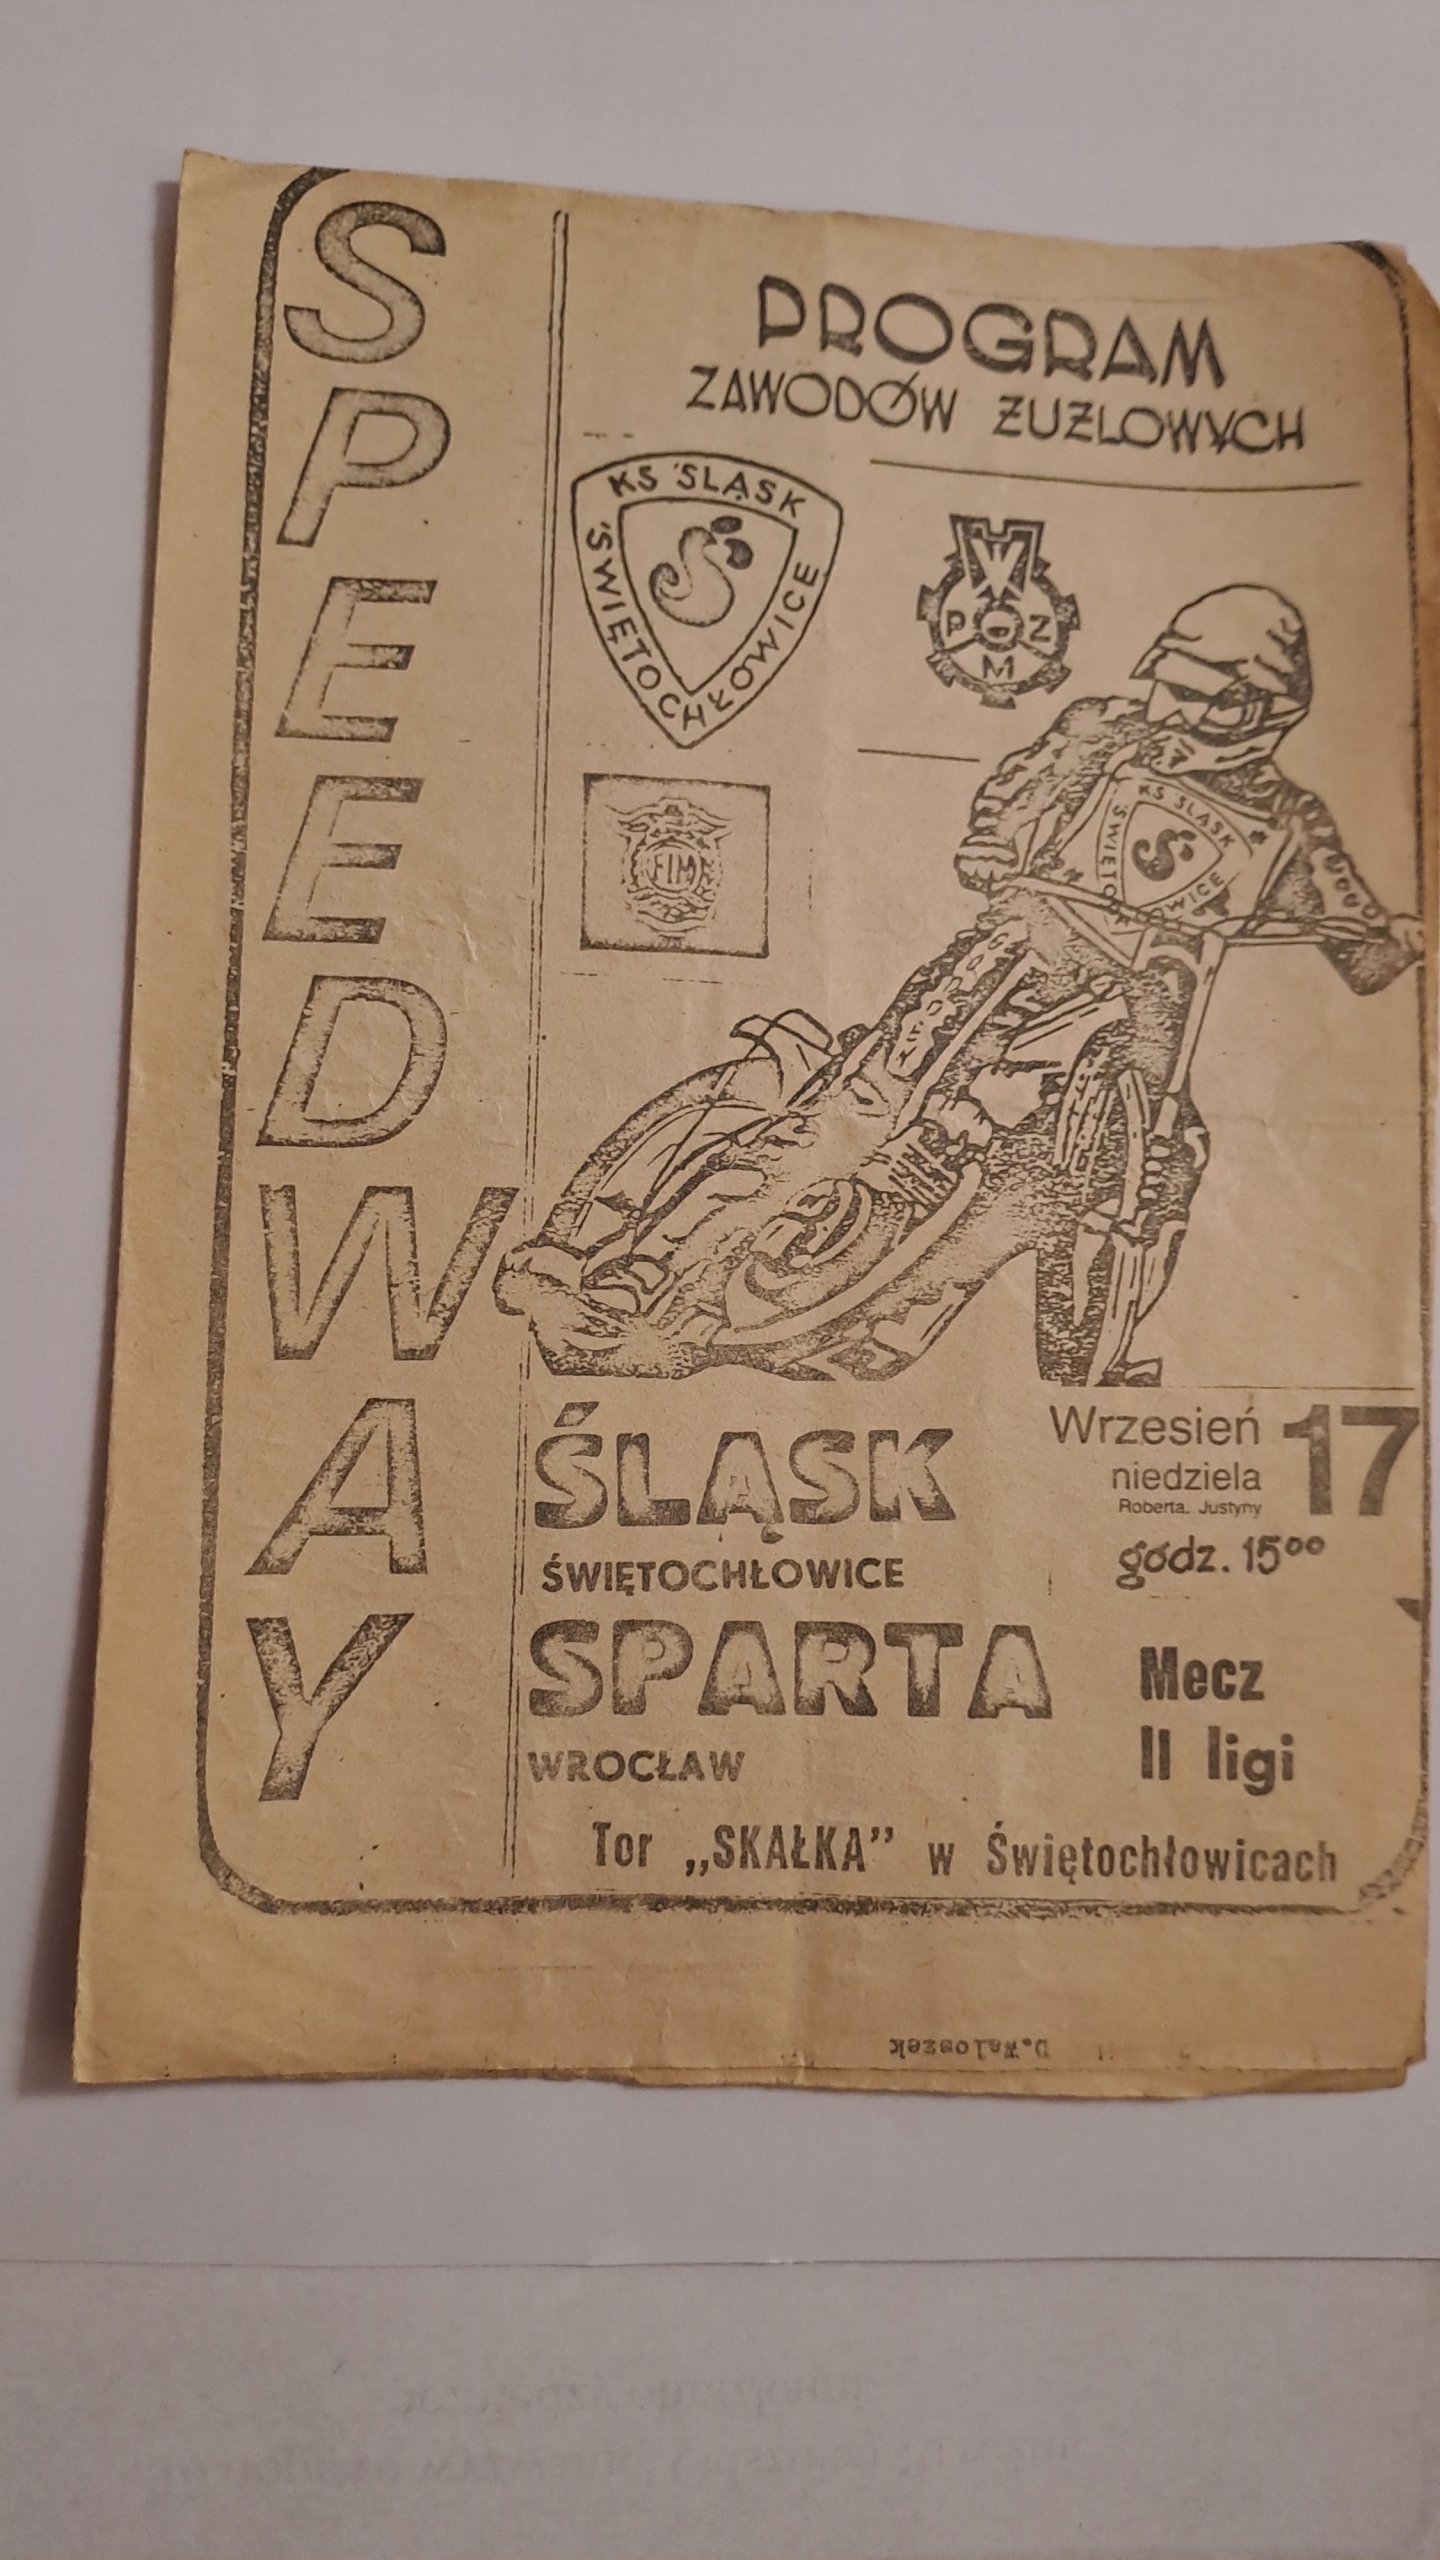 SPEEDWAY
PROGRAM
ZAWODÓW ŻUŻLOWYCH
KS ŚLĄSK
ŚWIĘTOCHŁOWICE
PZM
FIM
KS ŚLĄSK
ŚWIĘTOCHŁOWICE
ŚLĄSK
ŚWIĘTOCHŁOWICE
SPARTA
WROCŁAW
Wrzesień 17
niedziela
Roberta, Justyny
godz. 15⁰⁰
Mecz
II ligi
Tor „SKAŁKA” w Świętochłowicach